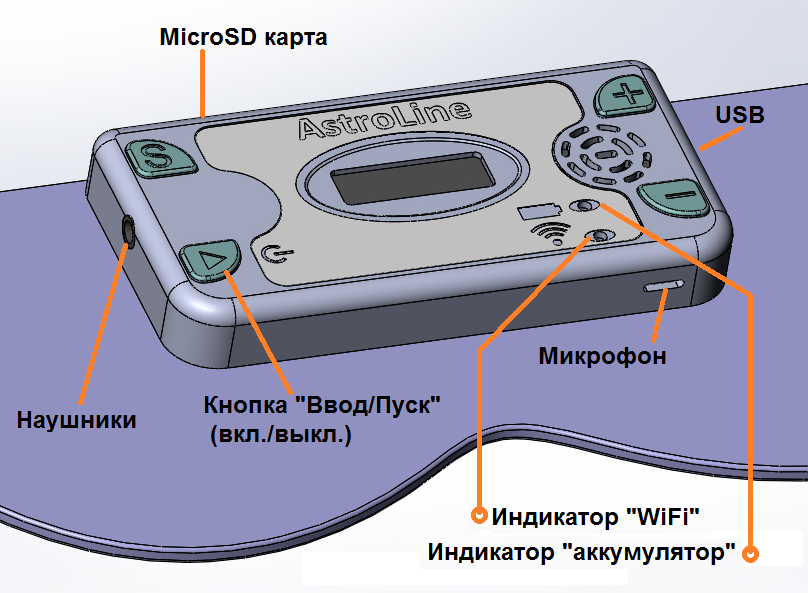 MicroSD карта
USB
AstroLine
S
Микрофон
Наушники
Кнопка "Ввод/Пуск"
(вкл./выкл.)
Индикатор "WiFi"
Индикатор "аккумулятор"